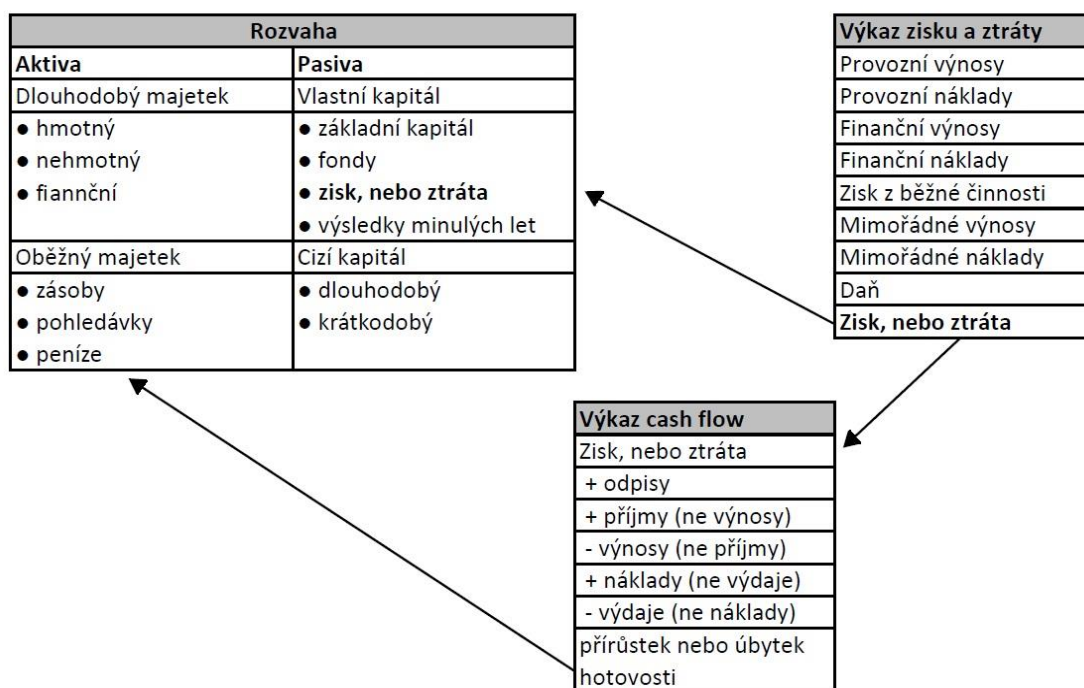 Rozvaha
Aktiva Pasiva
Dlouhodobý majetek Vlastní kapitál
● hmotný ● základní kapitál
● nehmotný ● fondy
● fiannční ● zisk, nebo ztráta
● výsledky minulých let
Oběžný majetek Cizí kapitál
● zásoby ● dlouhodobý
● pohledávky ● krátkodobý
● peníze
Výkaz zisku a ztráty
Provozní výnosy
Provozní náklady
Finanční výnosy
Finanční náklady
Zisk z běžné činnosti
Mimořádné výnosy
Mimořádné náklady
Daň
Zisk, nebo ztráta
Výkaz cash flow
Zisk, nebo ztráta
+ odpisy
+ příjmy (ne výnosy)
- výnosy (ne příjmy)
+ náklady (ne výdaje)
- výdaje (ne náklady)
přírůstek nebo úbytek
hotovosti